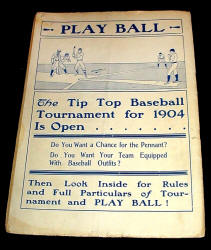 PLAY BALL
The Tip Top Baseball
Tournament for 1904
Is Open . . . . . . .
Do You Want a Chance for the Pennant?
Do You Want Your Team Equipped
With Baseball Outfits?
Then Look Inside for Rules
and Full Particulars of Tour-
nament and PLAY BALL!